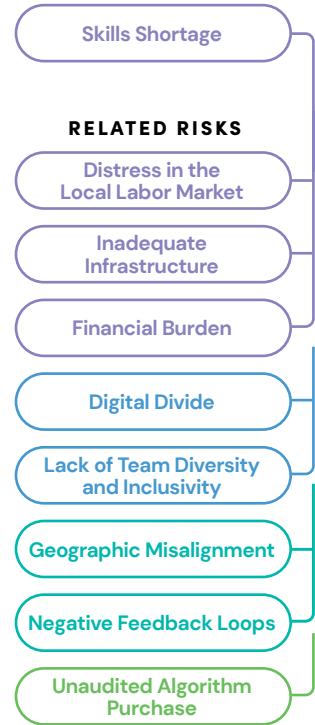 Skills Shortage
RELATED RISKS
Distress in the
Local Labor Market
Inadequate
Infrastructure
Financial Burden
Digital Divide
Lack of Team Diversity
and Inclusivity
Geographic Misalignment
Negative Feedback Loops
Unaudited Algorithm
Purchase